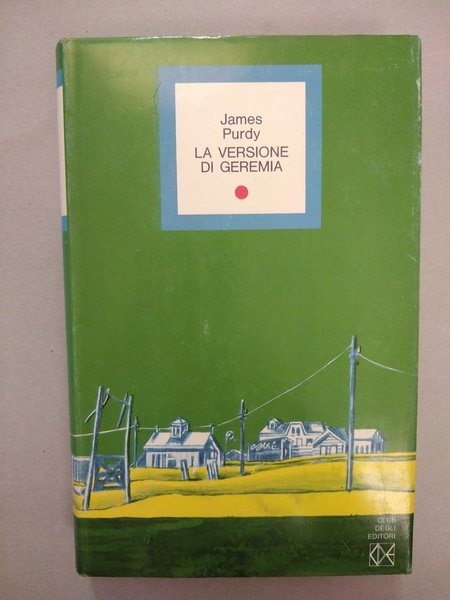 James
Purdy
LA VERSIONE
DI GEREMIA
CLUB
DEGLI
EDITORI